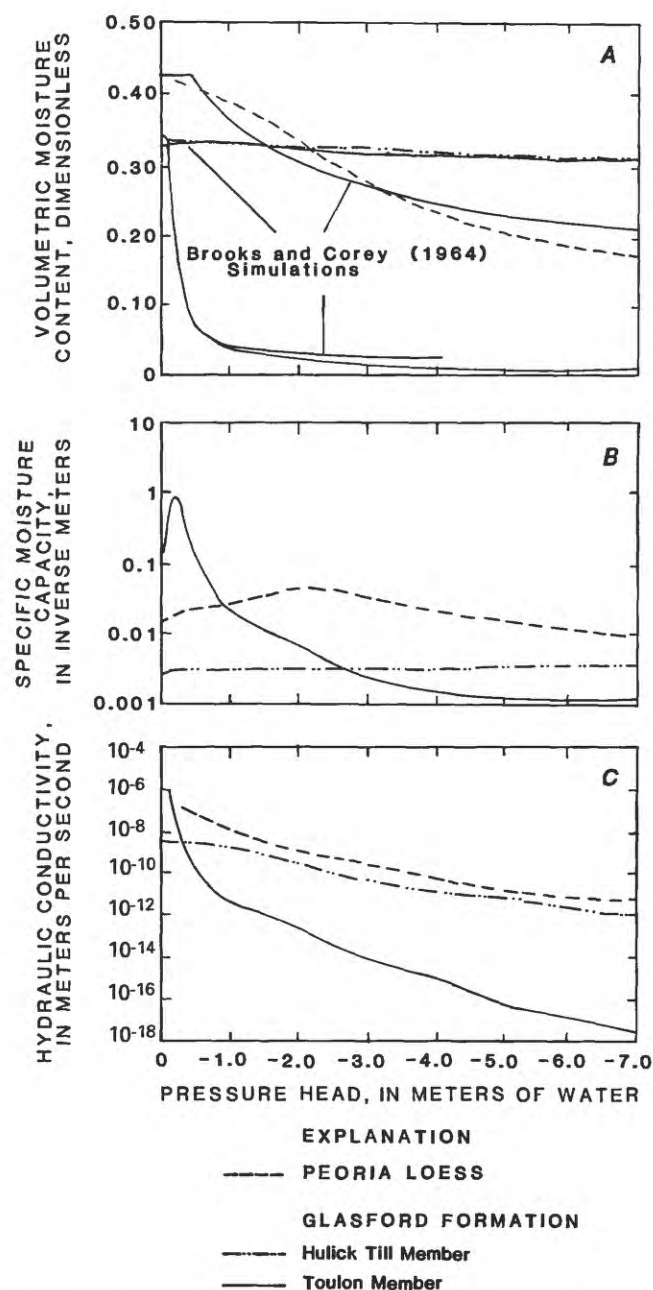 0.50
0.40
0.30
0.20
0.10
0
VOLUMETRIC MOISTURE
CONTENT, DIMENSIONLESS
A
Brooks and Corey (1964)
Simulations
10
1
0.1
0.01
0.001
SPECIFIC MOISTURE
CAPACITY,
IN INVERSE METERS
B
10-4
10-6
10-8
10-10
10-12
10-14
10-16
10-18
HYDRAULIC CONDUCTIVITY,
IN METERS PER SECOND
C
0 -1.0 -2.0 -3.0 -4.0 -5.0 -6.0 -7.0
PRESSURE HEAD, IN METERS OF WATER
EXPLANATION
PEORIA LOESS
GLASFORD FORMATION
Hulick Till Member
Toulon Member